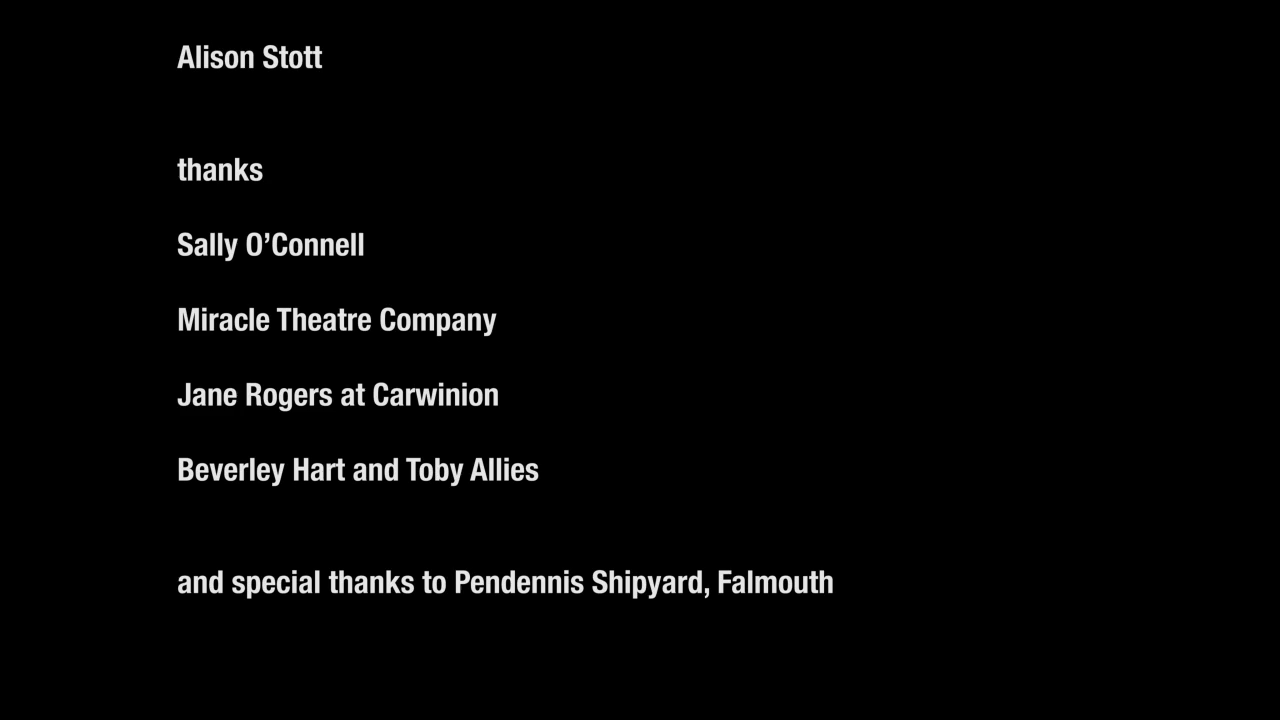 Alison Stott
thanks
Sally O’Connell
Miracle Theatre Company
Jane Rogers at Carwinion
Beverley Hart and Toby Allies
and special thanks to Pendennis Shipyard, Falmouth